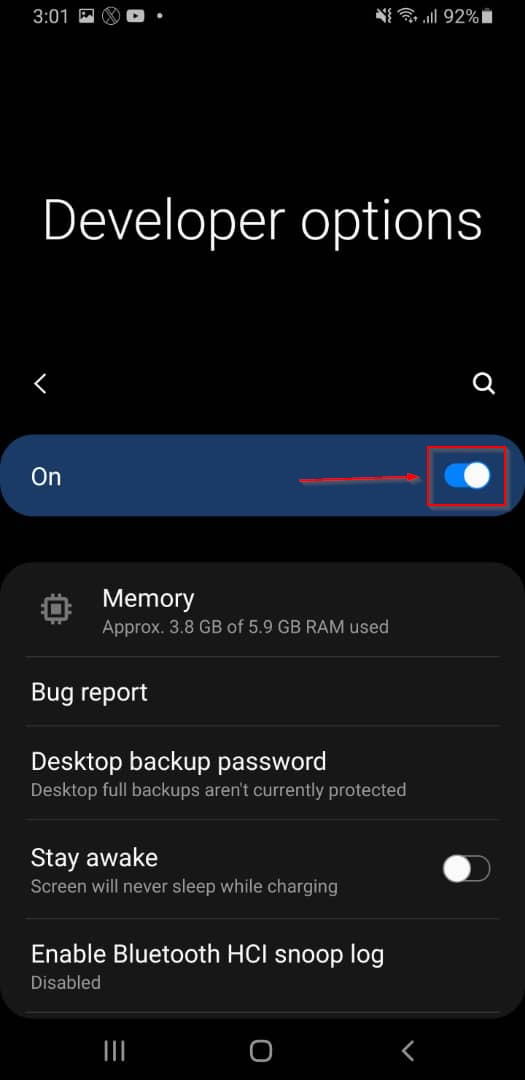 3:01 92%
Developer options
On
Memory
Approx. 3.8 GB of 5.9 GB RAM used
Bug report
Desktop backup password
Desktop full backups aren't currently protected
Stay awake
Screen will never sleep while charging
Enable Bluetooth HCI snoop log
Disabled